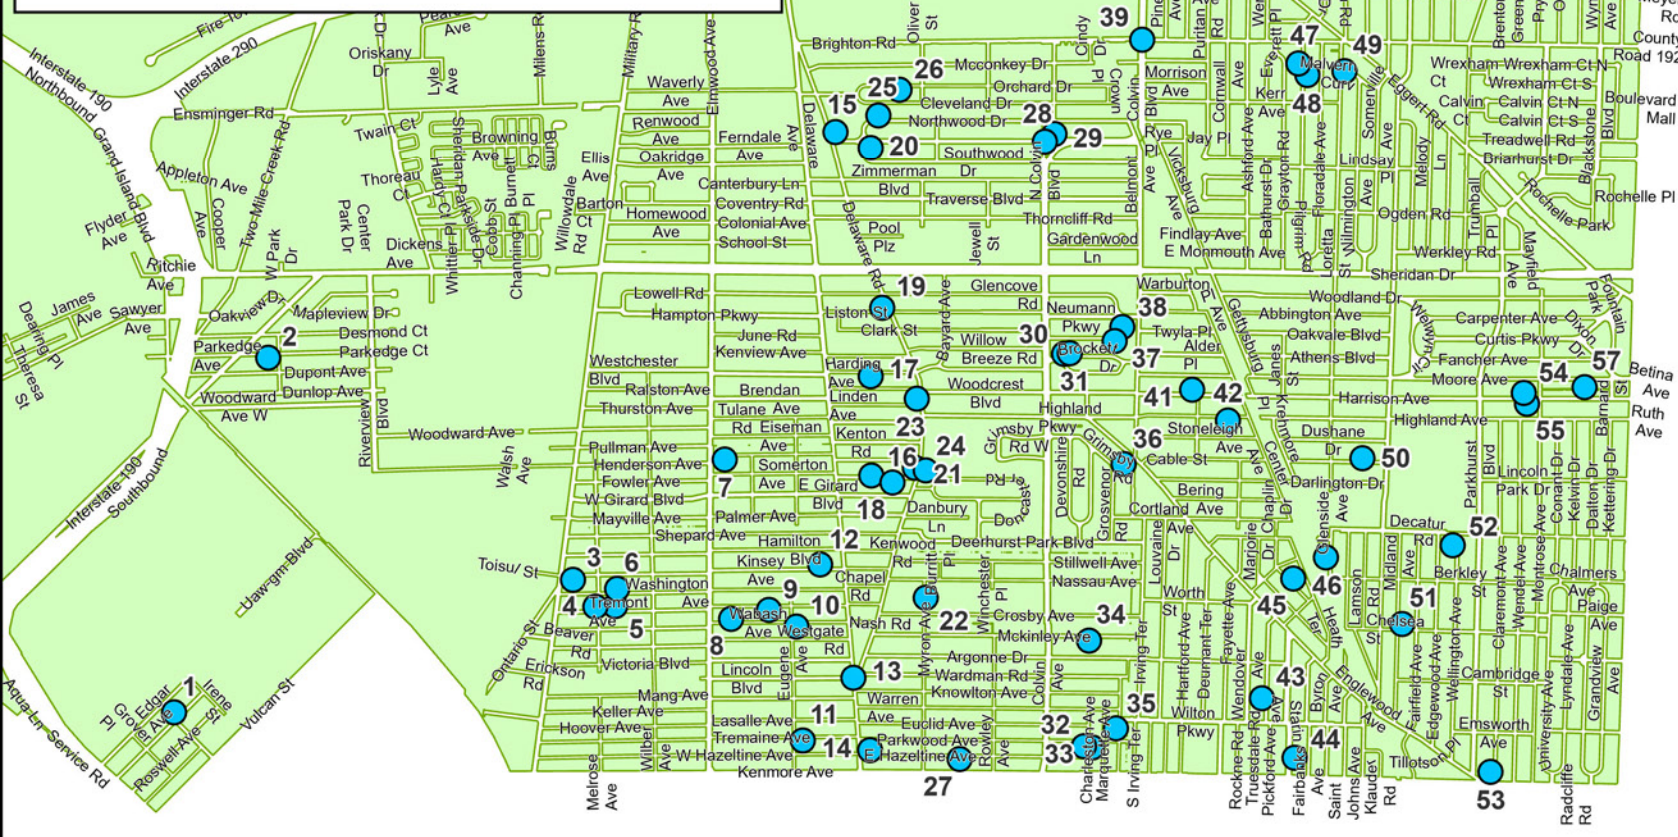 Fire To
Pearc
Ave
Oriskany
Dr
Lyle
Ave
Milens R
Military R
Elmwood Ave
Interstate 190
Northbound
Interstate 290
Grand Island Blvd
Ensminger Rd
Two Mile Creek Rd
Twain Ct
Browning
Ave
Sheridan Parkside Dr
Hardy Ct
Burnett
Pl
Burns
Ct
Thoreau
Ct
Appleton Ave
Cooper
Ave
Flyder
Ave
Center
Park Dr
W Park
Dr
Dickens
Ave
Whittier Pl
Cobb St
Channing Pl
Willowdale
Rd
Ellis
Ave
Barton
Ct
Ritchie
Ave
James
Ave
Sawyer
Ave
Dearing Pl
Theresa
St
Oakview Dr
Mapleview Dr
Desmond Ct
Parkedge Ct
Parkedge
Ave
2
Dupont Ave
Dunlop Ave
Woodward
Ave W
Riverview
Blvd
Woodward Ave
Walsh
Ave
Interstate 190
Southbound
Uaw-gm Blvd
Aqua Ln
Service Rd
1
Edgar
Pl
Grove Ave
Irene
St
Roswell Ave
Vulcan St
Waverly
Ave
Renwood
Ave
Oakridge
Ave
Homewood
Ave
Ferndale
Ave
Canterbury Ln
Coventry Rd
Colonial Ave
School St
Delaware
Ave
Lowell Rd
Hampton Pkwy
June Rd
Kenview Ave
Westchester
Blvd
Ralston Ave
Thurston Ave
Brendan
Tulane Ave
Rd
Eiseman
Ave
Pullman Ave
Henderson Ave
Fowler Ave
W Girard Blvd
Mayville Ave
Shepard Ave
7
Somerton
Ave
E Girard
Blvd
Palmer Ave
Hamilton
Blvd
Kinsey
Ave
12
Toisu/ St
3
6
4
5
Washington
Ave
Tremont
Ave
Beaver
Rd
Ontario St
Erickson
Rd
Victoria Blvd
Mang Ave
Keller Ave
Hoover Ave
Wilber
Ave
Melrose
Ave
8
9
10
Wabash
Ave
Westgate
Rd
Lincoln
Blvd
Eugene
Ave
Lasalle Ave
Tremaine Ave
W Hazeltine Ave
Kenmore Ave
11
14
13
Chapel
Rd
Nash Rd
Warren
Ave
Euclid Ave
Parkwood Ave
E Hazeltine Ave
27
Rowley
Ave
Brighton Rd
Oliver
St
Mcconkey Dr
Orchard Dr
Cleveland Dr
Northwood Dr
Southwood
Dr
Zimmerman
Blvd
Traverse Blvd
15
25
26
20
28
29
39
Cindy
Dr
Crown
Pl
Colvin
Blvd
N Colvin
Blvd
Belmont
Ave
Thorncliff Rd
Gardenwood
Ln
Pool
Plz
Jewell
St
Delaware Rd
19
Liston St
Clark St
Glencove
Rd
Bayard Ave
Willow
Breeze Rd
Harding
Ave
17
Linden
Ave
Woodcrest
Blvd
Kenton
Rd
23
24
16
21
18
Danbury
Ln
Doncaster Rd
Deerhurst Park Blvd
Kenwood
Rd
Burritt
Pl
22
Myron Ave
Winchester
Pl
Crosby Ave
Mckinley Ave
34
Argonne Dr
Wardman Rd
Knowlton Ave
Colvin
Ave
32
33
35
Charleston Ave
Marquette Ave
S Irving Ter
Irving Ter
Neumann
Pkwy
38
30
Brockett
Dr
37
31
Highland
Pkwy
Grimsby
Rd W
Grimsby
Rd
Devonshire
Rd
Grosvenor
Rd
36
Cable St
Bering
Ave
Cortland Ave
Louvaine
Dr
Stillwell Ave
Nassau Ave
Worth
St
Pine
Ave
Puritan
Rd
Morrison
Ave
Cornwall
Ave
Rye
Pl
Jay Pl
Vicksburg
Ave
Findlay Ave
E Monmouth Ave
Warburton
Pl
Twyla Pl
Alder
Pl
41
42
Stoneleigh
Ave
Gettysburg
Ave
Everett Pl
47
49
48
Malvern
Curv
Kerr
Ave
Ashford Ave
Bathurst Dr
Grayton Rd
Pilgrim
Rd
Floradale Ave
Loretta
St
Wilmington
Ave
Lindsay
Pl
Somerville
Ave
Eggert Rd
Melody
Ln
Ogden Rd
Werkley Rd
Sheridan Dr
Woodland Dr
Abbington Ave
Oakvale Blvd
Athens Blvd
James
St
Krehmore
Pl
Center
Harrison Ave
Highland Ave
Dushane
Dr
50
Darlington Dr
Chaplin
Dr
Marjorie
Dr
Glenside
Ave
46
45
Heath
Ter
Hartford Ave
Deumant Ter
Fayette Ave
Wendover
Ave
Wilton
Pkwy
43
44
Rockne Rd
Truesdale Rd
Pickford Ave
Fairbanks
Ave
Byron
Ave
Saint
Johns Ave
Klaude
Rd
Englewood
Ave
Lamson
Rd
Midland
Ave
Decatur
Rd
52
51
Chelsea
St
Berkley
St
Fairfield Ave
Edgewood Ave
Wellington Ave
Claremont Ave
Wendel Ave
Montrose Ave
Chalmers
Ave
Paige
Ave
Cambridge
St
Emsworth
Ave
Tillotson Pl
53
University Ave
Lyndale Ave
Grandview
Ave
Radcliffe
Rd
Wrexham
Ct
Wrexham Ct N
Wrexham Ct S
Calvin
Ct
Calvin Ct N
Calvin Ct S
Treadwell Rd
Briarhurst Dr
Blackstone
Blvd
Boulevard
Mall
County
Road 192
Brenton
Green
Trumball
Pl
Rochelle Park
Rochelle Pl
Mayfield
Ave
Fountain
Park
Welwyn Cir
Carpenter Ave
Curtis Pkwy
Dixon
Dr
Fancher Ave
Moore Ave
54
57
55
Betina
Ave
Barnard
St
Ruth
Ave
Parkhurst
Blvd
Lincoln
Park Dr
Conant Dr
Kelvin Dr
Dalton Dr
Kettering Dr